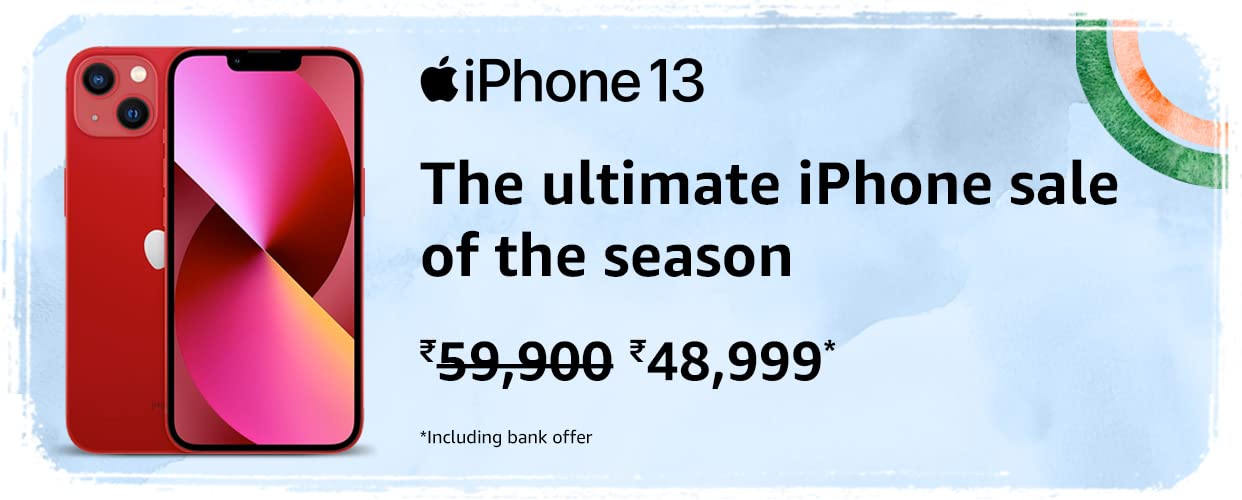 iPhone 13
The ultimate iPhone sale
of the season
₹59,900 ₹48,999*
*Including bank offer